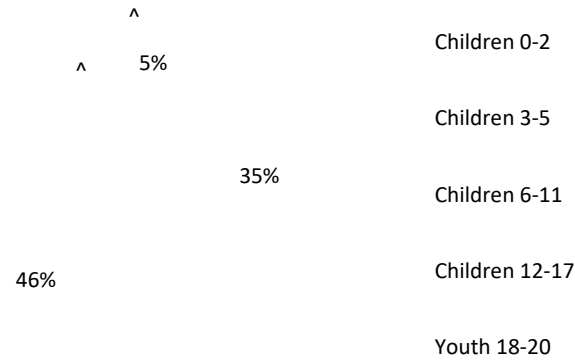 ^
^
5%
35%
46%
Children 0-2
Children 3-5
Children 6-11
Children 12-17
Youth 18-20